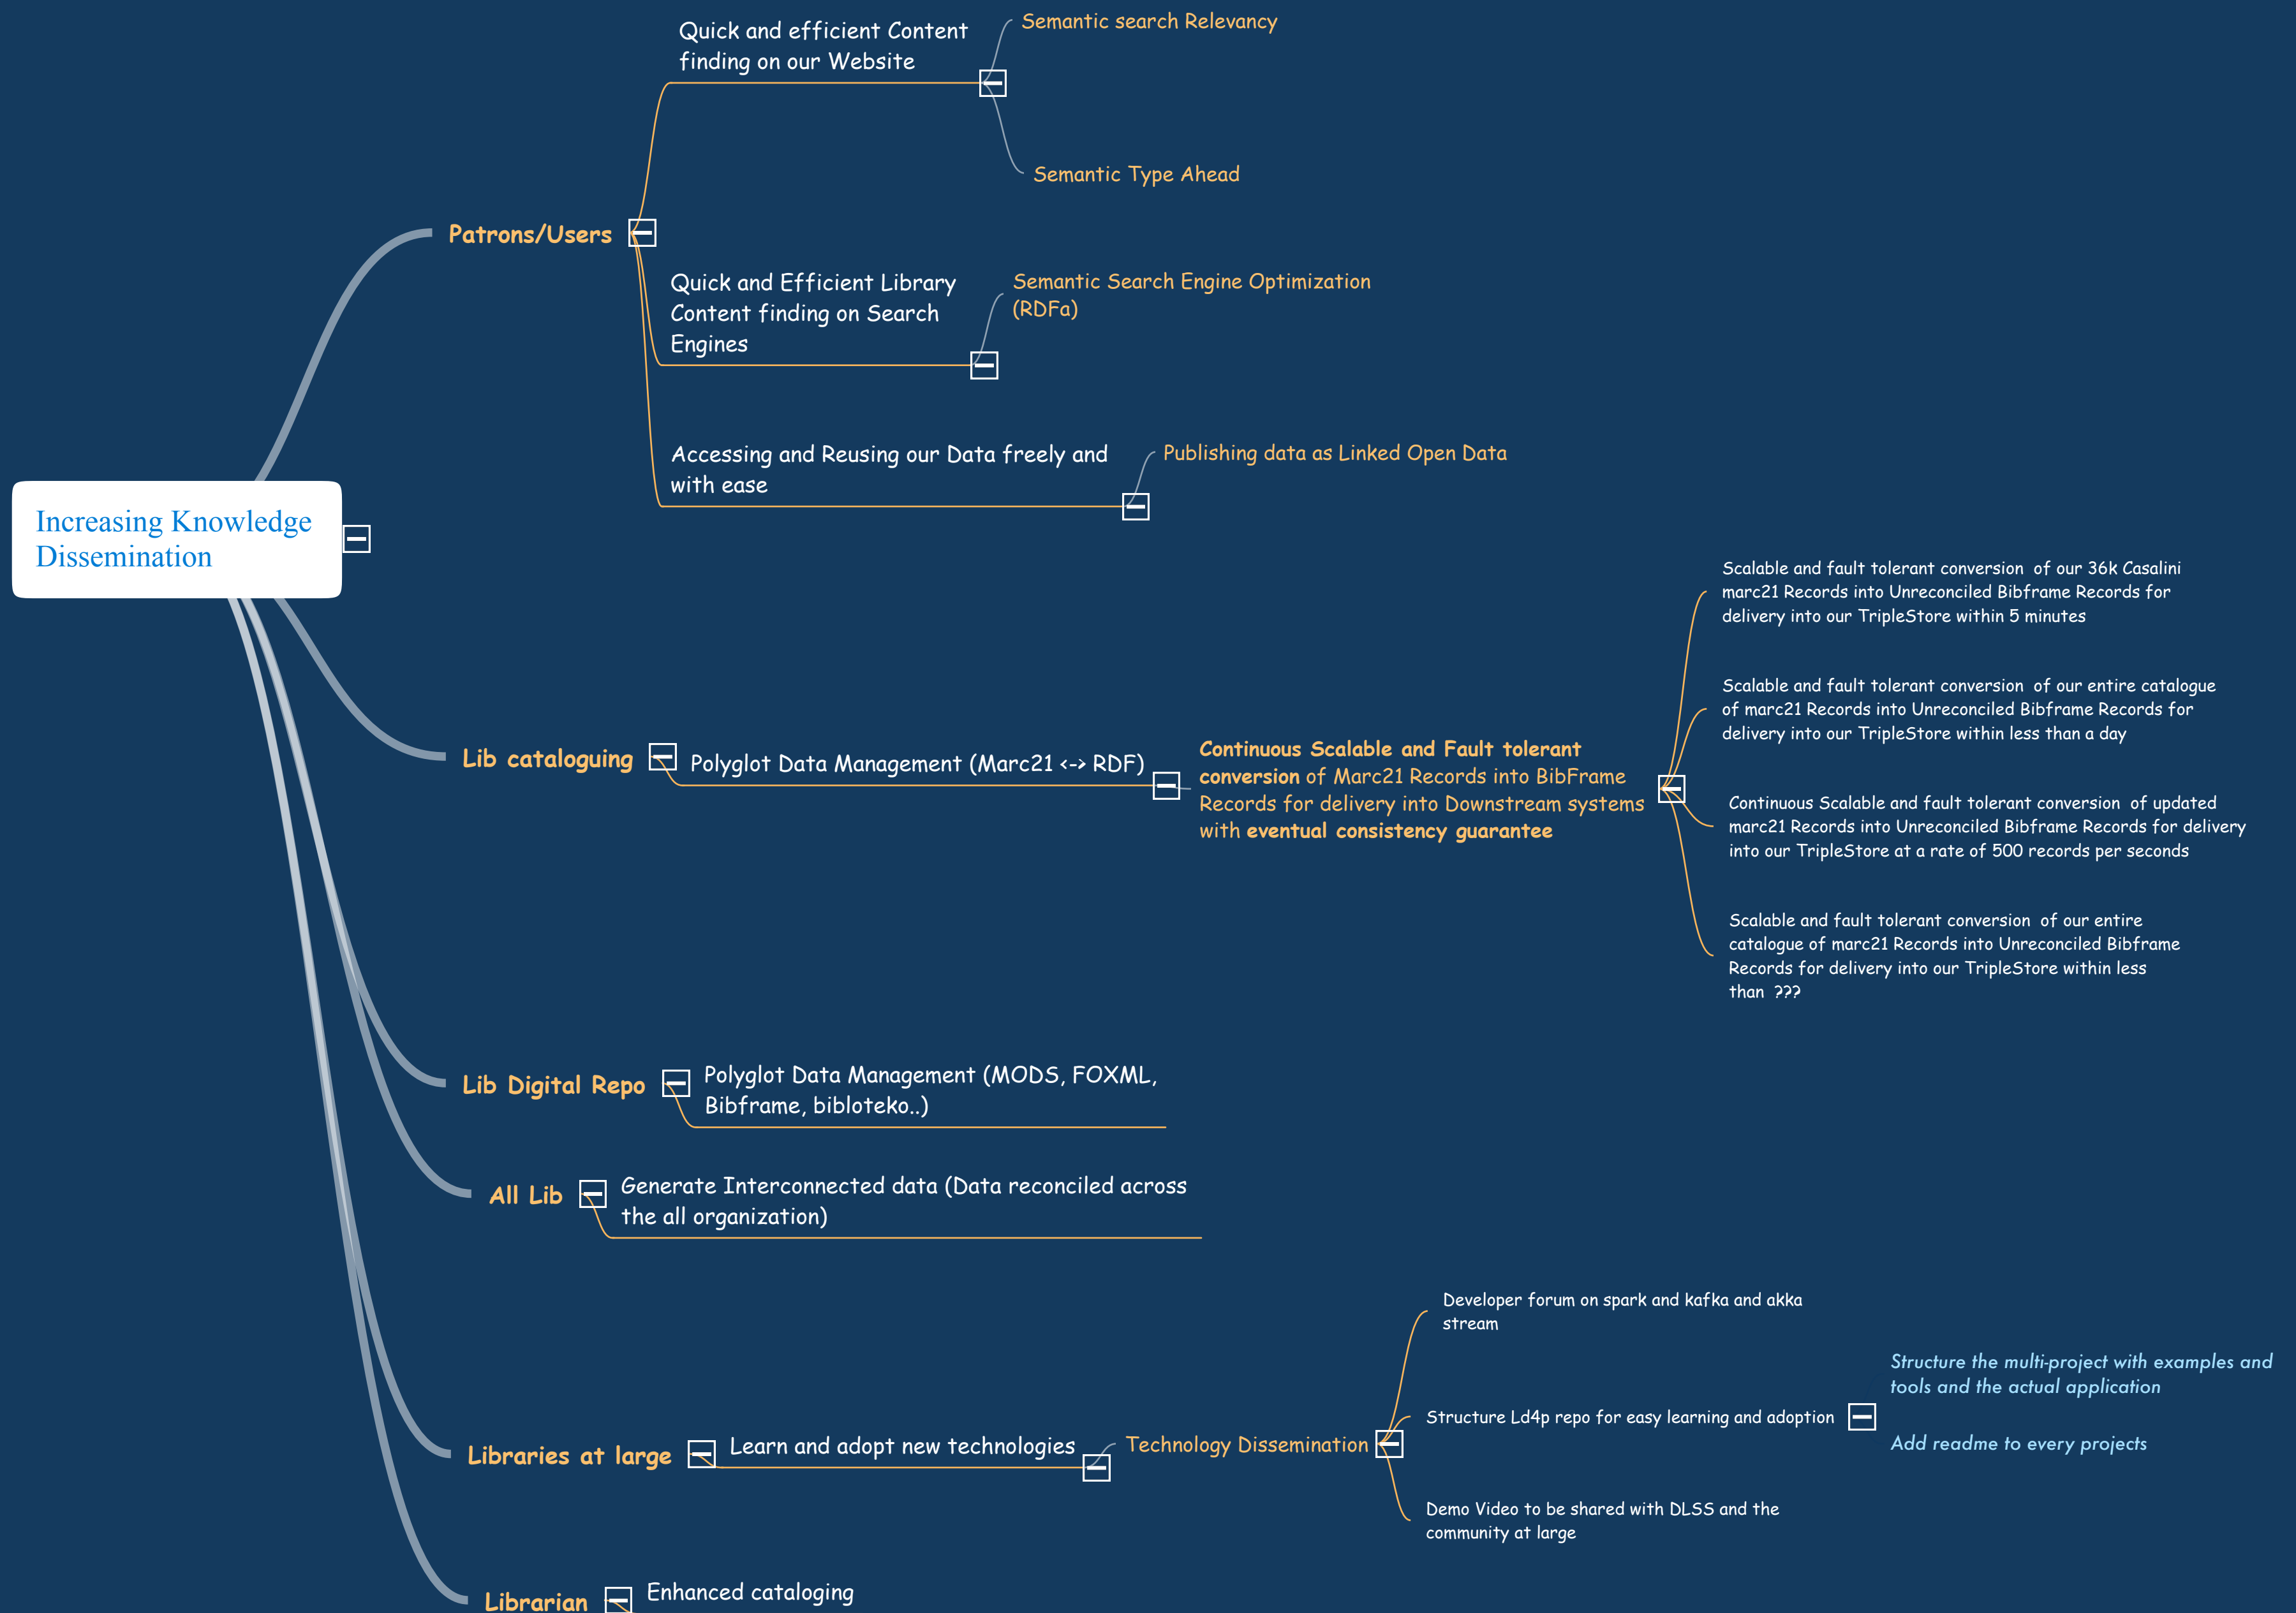 Increasing Knowledge
Dissemination
Patrons/Users
Quick and efficient Content
finding on our Website
Semantic search Relevancy
Semantic Type Ahead
Quick and Efficient Library
Content finding on Search
Engines
Semantic Search Engine Optimization
(RDFa)
Accessing and Reusing our Data freely and
with ease
Publishing data as Linked Open Data
Lib cataloguing
Polyglot Data Management (Marc21 <-> RDF)
Continuous Scalable and Fault tolerant
conversion of Marc21 Records into BibFrame
Records for delivery into Downstream systems
with eventual consistency guarantee
Scalable and fault tolerant conversion  of our 36k Casalini
marc21 Records into Unreconciled Bibframe Records for
delivery into our TripleStore within 5 minutes
Scalable and fault tolerant conversion  of our entire catalogue
of marc21 Records into Unreconciled Bibframe Records for
delivery into our TripleStore within less than a day
Continuous Scalable and fault tolerant conversion  of updated
marc21 Records into Unreconciled Bibframe Records for delivery
into our TripleStore at a rate of 500 records per seconds
Scalable and fault tolerant conversion  of our entire
catalogue of marc21 Records into Unreconciled Bibframe
Records for delivery into our TripleStore within less
than  ???
Lib Digital Repo
Polyglot Data Management (MODS, FOXML,
Bibframe, bibloteko..)
All Lib
Generate Interconnected data (Data reconciled across
the all organization)
Libraries at large
Learn and adopt new technologies
Technology Dissemination
Developer forum on spark and kafka and akka
stream
Structure Ld4p repo for easy learning and adoption
Structure the multi-project with examples and
tools and the actual application
Add readme to every projects
Demo Video to be shared with DLSS and the
community at large
Librarian
Enhanced cataloging